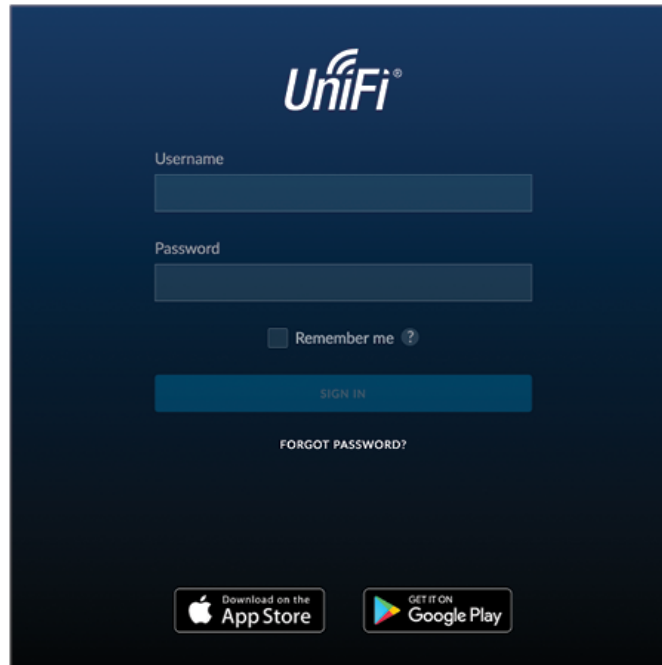 UniFi®
Username
Password
Remember me ?
SIGN IN
FORGOT PASSWORD?
Download on the
App Store
GET IT ON
Google Play